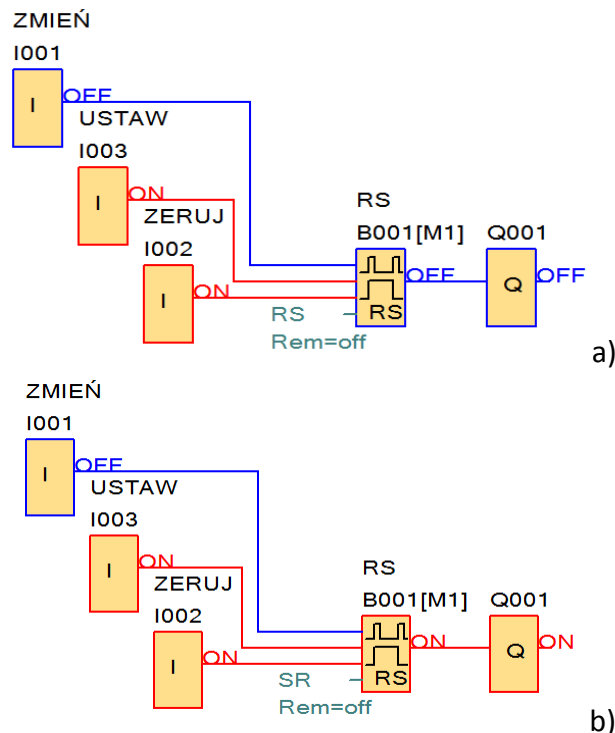 ZMIEŃ
I001
I
OFF
USTAW
I003
I
ON
ZERUJ
I002
I
ON
RS
B001[M1]
RS
OFF
Q001
Q
OFF
RS
Rem=off
a)
ZMIEŃ
I001
I
OFF
USTAW
I003
I
ON
ZERUJ
I002
I
ON
RS
B001[M1]
RS
ON
Q001
Q
ON
SR
Rem=off
b)